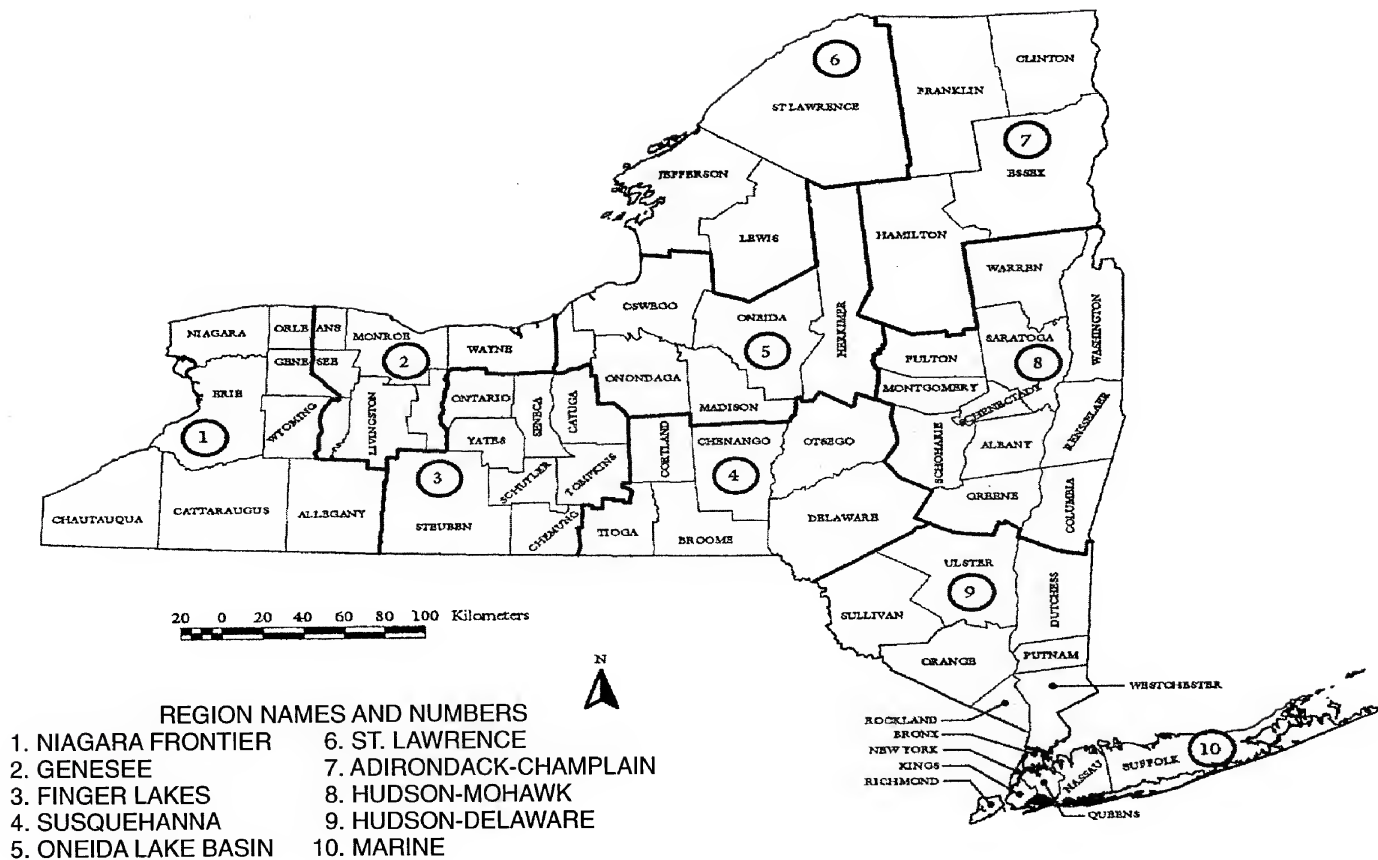 6
CLINTON
FRANKLIN
ST LAWRENCE
7
ESSEX
JEFFERSON
LEWIS
HAMILTON
WARREN
WASHINGTON
OSWEGO
ONEIDA
HERKIMER
NIAGARA
ORLEANS
MONROE
WAYNE
2
5
SARATOGA
8
GENESEE
FULTON
ERIE
ONONDAGA
MONTGOMERY
ONTARIO
SENECA
CAYUGA
MADISON
SCHENECTADY
WYOMING
LIVINGSTON
YATES
CORTLAND
CHENANGO
OTSEGO
SCHOHARIE
ALBANY
RENSSELAER
1
3
SCHUYLER
TOMPKINS
4
GREENE
COLUMBIA
CHAUTAUQUA
CATTARAUGUS
ALLEGANY
STEUBEN
CHEMUNG
TIOGA
BROOME
DELAWARE
ULSTER
9
DUTCHESS
SULLIVAN
20 0 20 40 60 80 100 Kilometers
ORANGE
PUTNAM
N
WESTCHESTER
ROCKLAND
BRONX
NEW YORK
KINGS
RICHMOND
NASSAU
SUFFOLK
10
QUEENS
REGION NAMES AND NUMBERS
1. NIAGARA FRONTIER
2. GENESEE
3. FINGER LAKES
4. SUSQUEHANNA
5. ONEIDA LAKE BASIN
6. ST. LAWRENCE
7. ADIRONDACK-CHAMPLAIN
8. HUDSON-MOHAWK
9. HUDSON-DELAWARE
10. MARINE